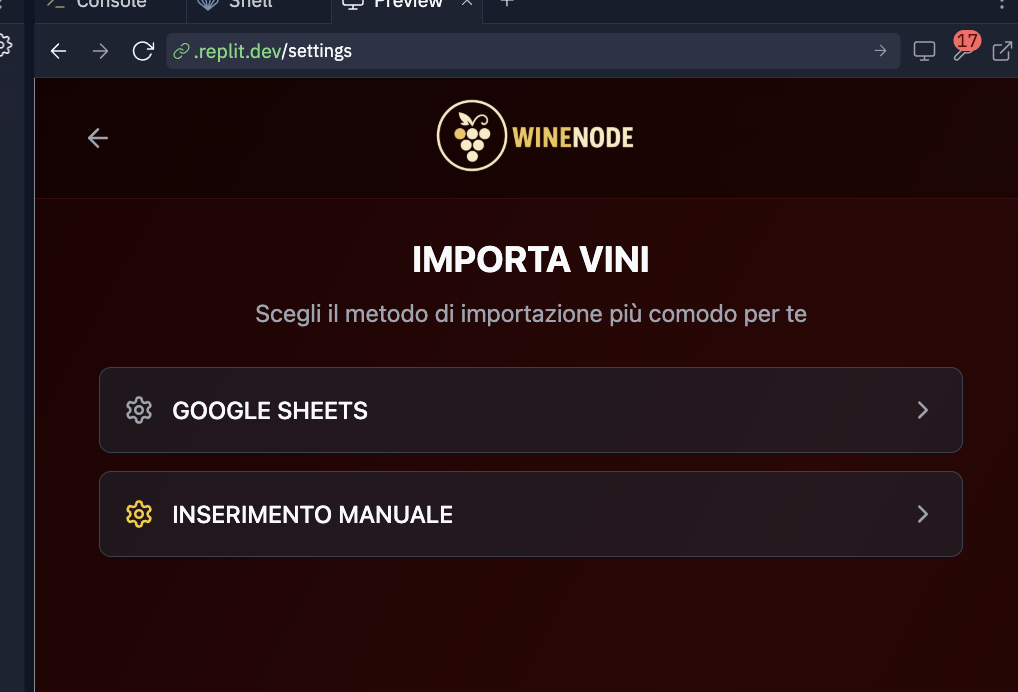 Console
Shell
Preview
.replit.dev/settings
17
WINENODE
IMPORTA VINI
Scegli il metodo di importazione più comodo per te
GOOGLE SHEETS
INSERIMENTO MANUALE